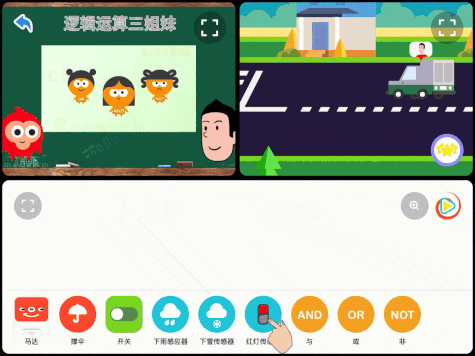 逻辑运算三姐妹
AND
AND
OR
NOT
马达
撑伞
开关
下雨感应器
下雪传感器
红灯传
与
或
非